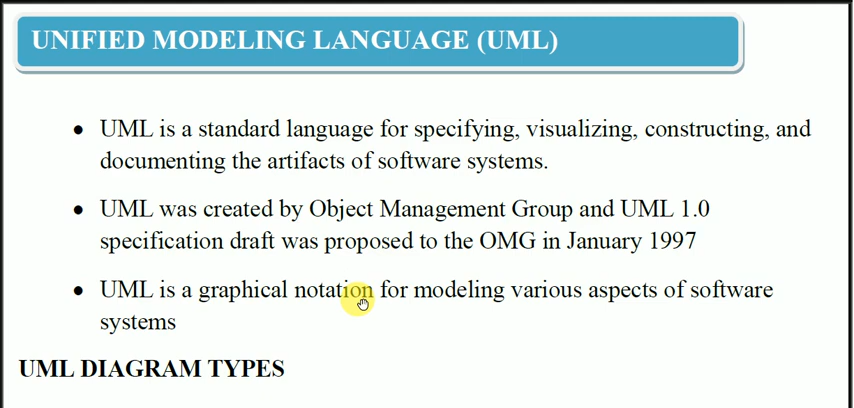 UNIFIED MODELING LANGUAGE (UML)
• UML is a standard language for specifying, visualizing, constructing, and
documenting the artifacts of software systems.
• UML was created by Object Management Group and UML 1.0
specification draft was proposed to the OMG in January 1997
• UML is a graphical notation for modeling various aspects of software
systems
UML DIAGRAM TYPES